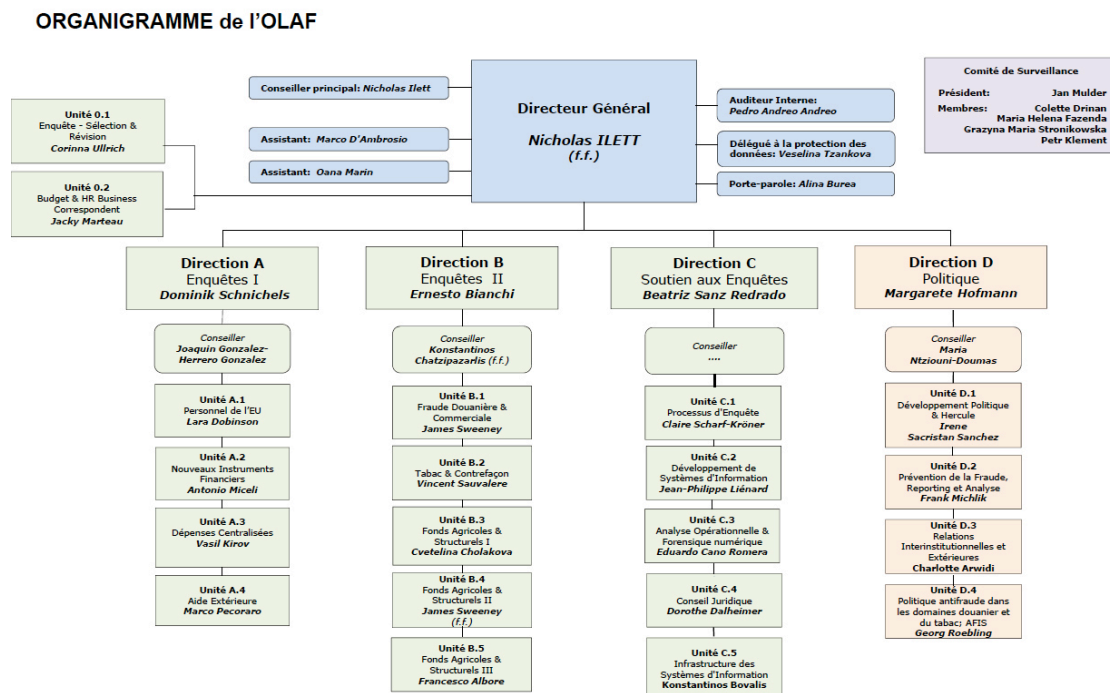 ORGANIGRAMME de l'OLAF
Conseiller principal: Nicholas Ilett
Assistant: Marco D'Ambrosio
Assistant: Oana Marin
Directeur Général
Nicholas ILETT
(f.f.)
Auditeur Interne:
Pedro Andreo Andreo
Délégué à la protection des
données: Veselina Tzankova
Porte-parole: Alina Burea
Comité de Surveillance
Président: Jan Mulder
Membres: Colette Drinan
Maria Helena Fazenda
Grazyna Maria Stronikowska
Petr Klement
Unité 0.1
Enquête - Sélection &
Révision
Corinna Ullrich
Unité 0.2
Budget & HR Business
Correspondent
Jacky Marteau
Direction A
Enquêtes I
Dominik Schnichels
Conseiller
Joaquín Gonzalez-
Herrero Gonzalez
Unité A.1
Personnel de l'EU
Lara Dobinson
Unité A.2
Nouveaux Instruments
Financiers
Antonio Miceli
Unité A.3
Dépenses Centralisées
Vasil Kirov
Unité A.4
Aide Extérieure
Marco Pecoraro
Direction B
Enquêtes II
Ernesto Bianchi
Conseiller
Konstantinos
Chatzipazarlis (f.f.)
Unité B.1
Fraude Douanière &
Commerciale
James Sweeney
Unité B.2
Tabac & Contrefaçon
Vincent Sauvalere
Unité B.3
Fonds Agricoles &
Structurels I
Cvetelina Cholakova
Unité B.4
Fonds Agricoles &
Structurels II
James Sweeney
(f.f.)
Unité B.5
Fonds Agricoles &
Structurels III
Francesco Albore
Direction C
Soutien aux Enquêtes
Beatriz Sanz Redrado
Conseiller
....
Unité C.1
Processus d'Enquête
Claire Scharf-Kröner
Unité C.2
Développement de
Systèmes d'Information
Jean-Philippe Liénard
Unité C.3
Analyse Opérationnelle &
Forensique numérique
Eduardo Cano Romera
Unité C.4
Conseil Juridique
Dorothe Dalheimer
Unité C.5
Infrastructure des
Systèmes d'Information
Konstantinos Bovalis
Direction D
Politique
Margarete Hofmann
Conseiller
Maria
Ntziouni-Doumas
Unité D.1
Développement Politique
& Hercule
Irene
Sacristan Sanchez
Unité D.2
Prévention de la Fraude,
Reporting et Analyse
Frank Michlik
Unité D.3
Relations
Interinstitutionnelles et
Extérieures
Charlotte Arwidi
Unité D.4
Politique antifraude dans
les domaines douanier et
du tabac; AFIS
Georg Roebling